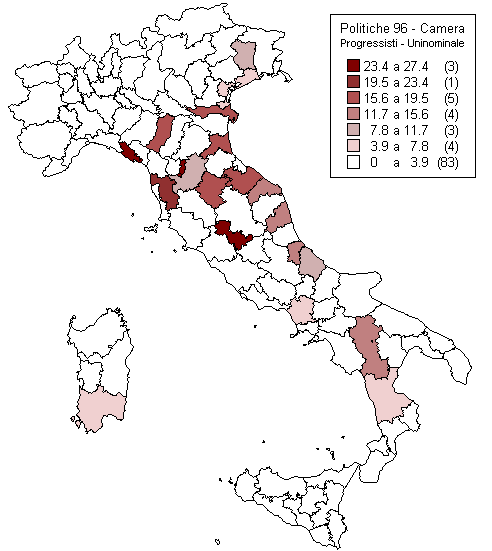 Politiche 96 - Camera
Progressisti - Uninominale
23.4 a 27.4 (3)
19.5 a 23.4 (1)
15.6 a 19.5 (5)
11.7 a 15.6 (4)
7.8 a 11.7 (3)
3.9 a 7.8 (4)
0 a 3.9 (83)